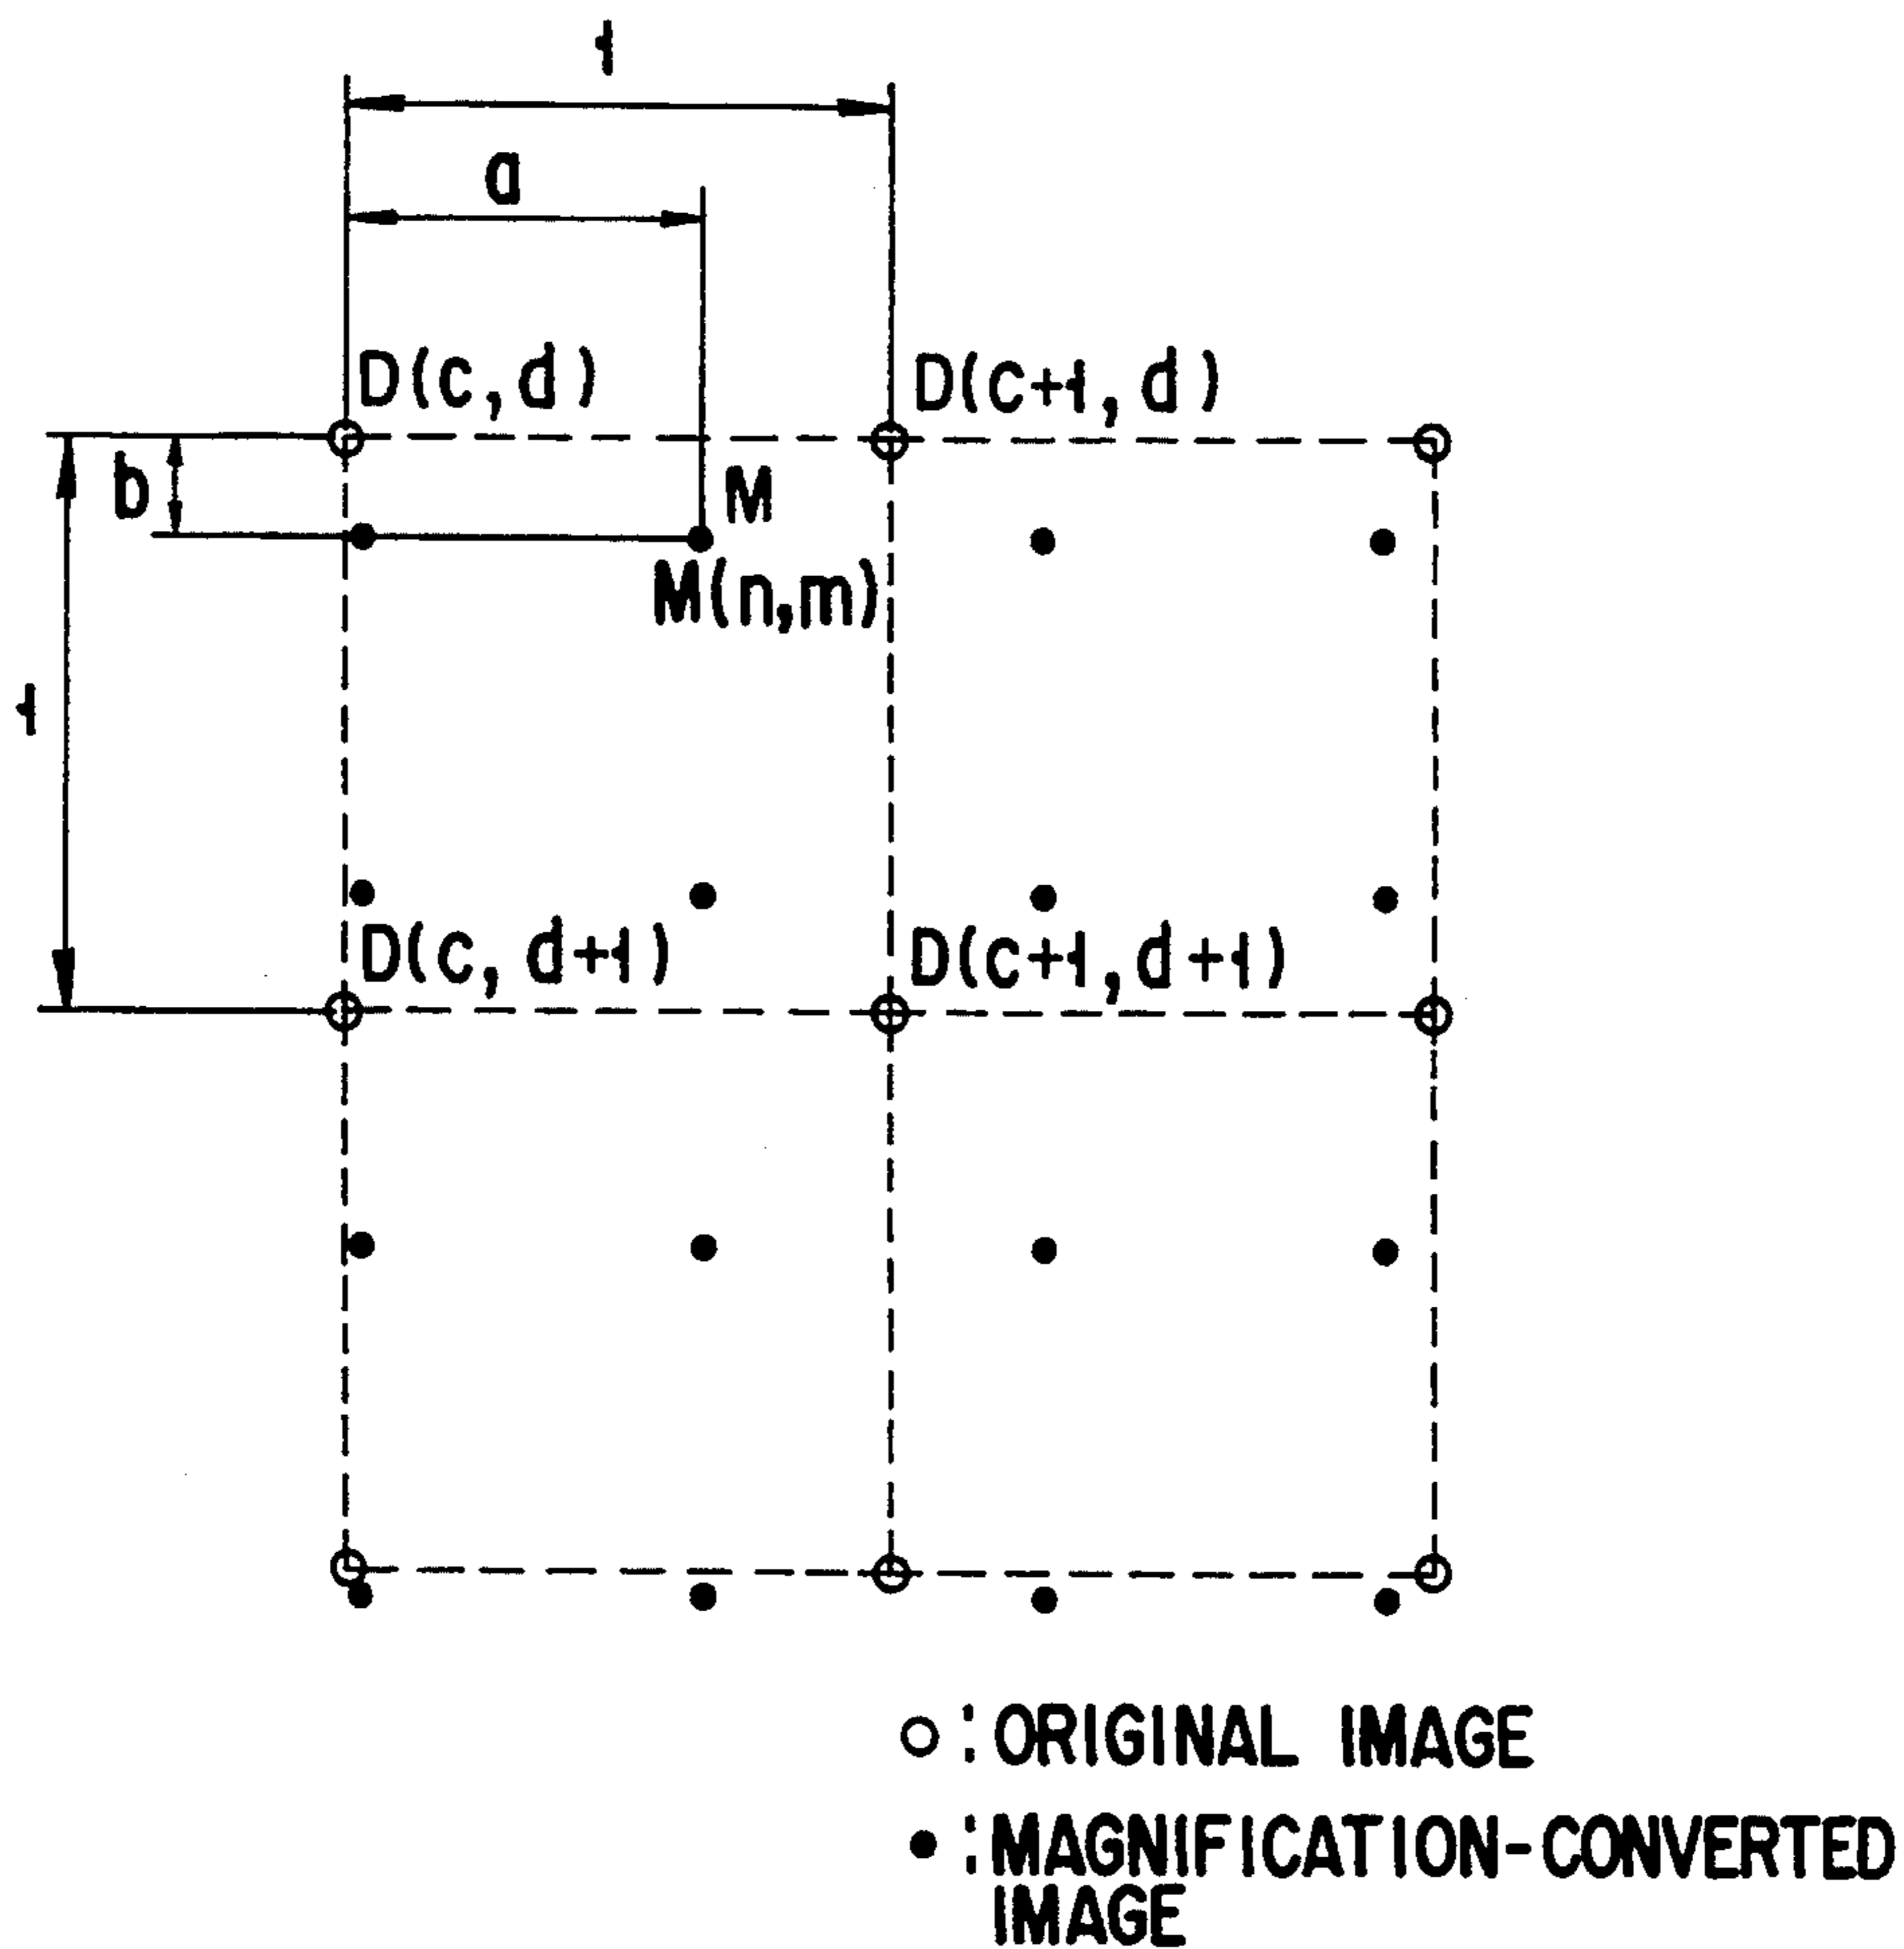 1
a
D(c,d)
D(c+1,d)
b
M
M(n,m)
1
D(c,d+1)
D(c+1,d+1)
○:ORIGINAL IMAGE
●:MAGNIFICATION-CONVERTED
IMAGE